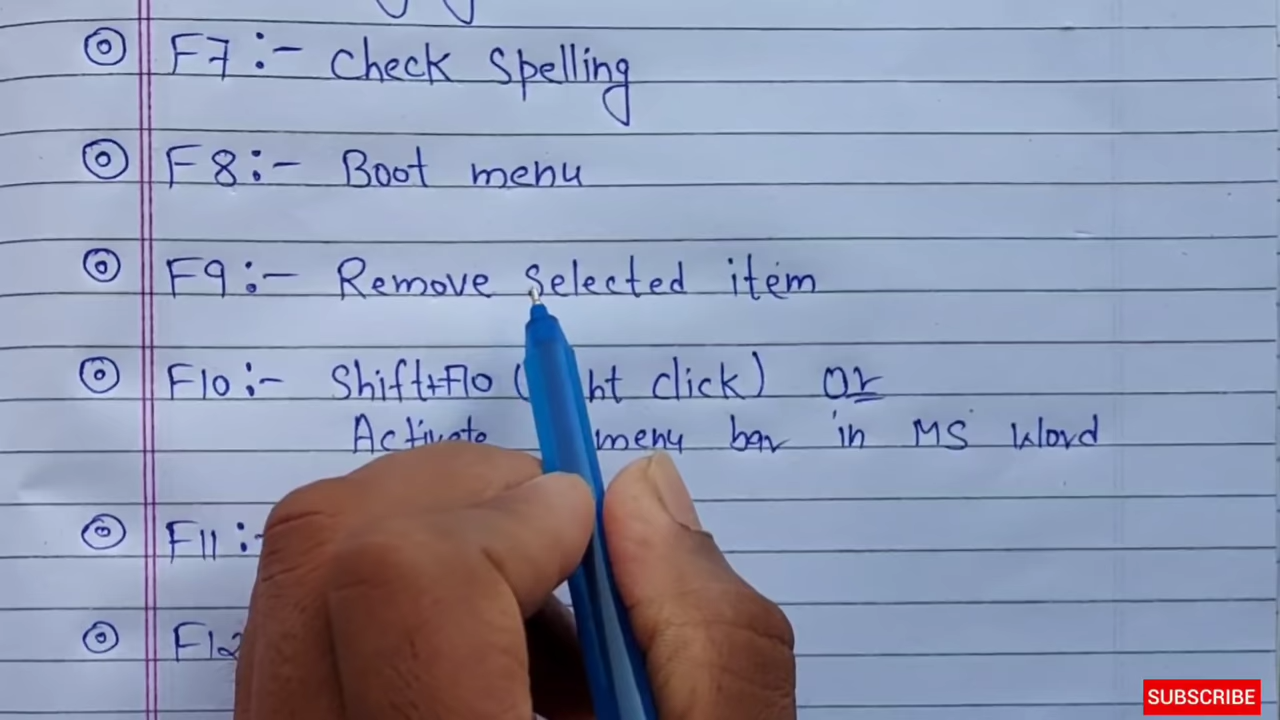 F7:- Check Spelling
F8:- Boot menu
F9:- Remove Selected item
F10:- Shift+F10 ( click) Or
Activate menu bar in MS Word
F11:-
F12
SUBSCRIBE